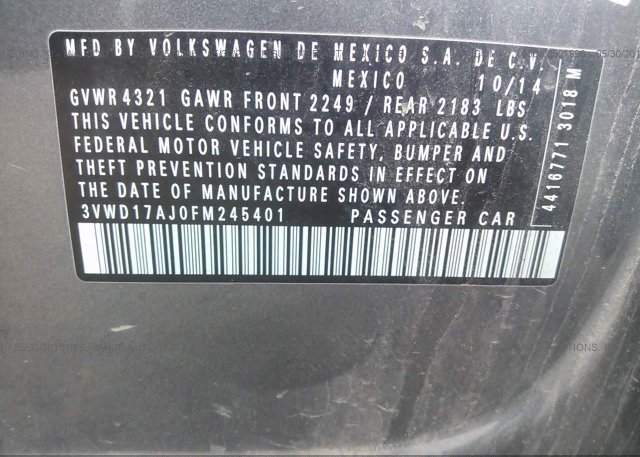 MFD BY VOLKSWAGEN DE MEXICO S.A. DE C.V.
MEXICO 10/14
GVWR 4321 GAWR FRONT 2249 / REAR 2183 LBS
THIS VEHICLE CONFORMS TO ALL APPLICABLE U.S.
FEDERAL MOTOR VEHICLE SAFETY, BUMPER AND
THEFT PREVENTION STANDARDS IN EFFECT ON
THE DATE OF MANUFACTURE SHOWN ABOVE.
3VWD17AJ0FM245401 PASSENGER CAR
4416771 3018 M